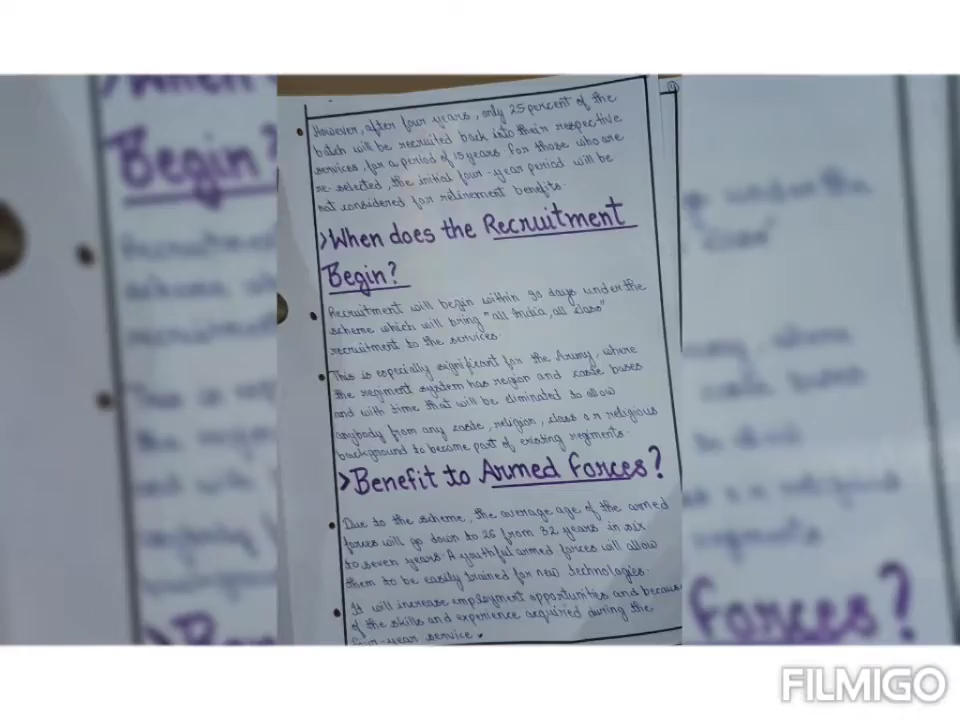 However, after four years, only 25 percent of the
batch will be recruited back into their respective
services, for a period of 15 years. For those who are
re-selected, the initial four-year period will be
not considered for retirement benefits.
>When does the Recruitment
Begin?
Recruitment will begin within 90 days under the
scheme which will bring "all India, all class"
recruitment to the services.
This is especially significant for the Army, where
the regiment system has region and caste bases
and with time that will be eliminated to allow
anybody from any caste, religion, class or religious
background to become part of existing regiments.
>Benefit to Armed Forces?
Due to the scheme, the average age of the armed
forces will go down to 26 from 32 years in six
to seven years. A youthful armed forces will allow
them to be easily trained for new technologies.
It will increase employment opportunities and because
of the skills and experience acquired during the
four-year service.
FILMIGO